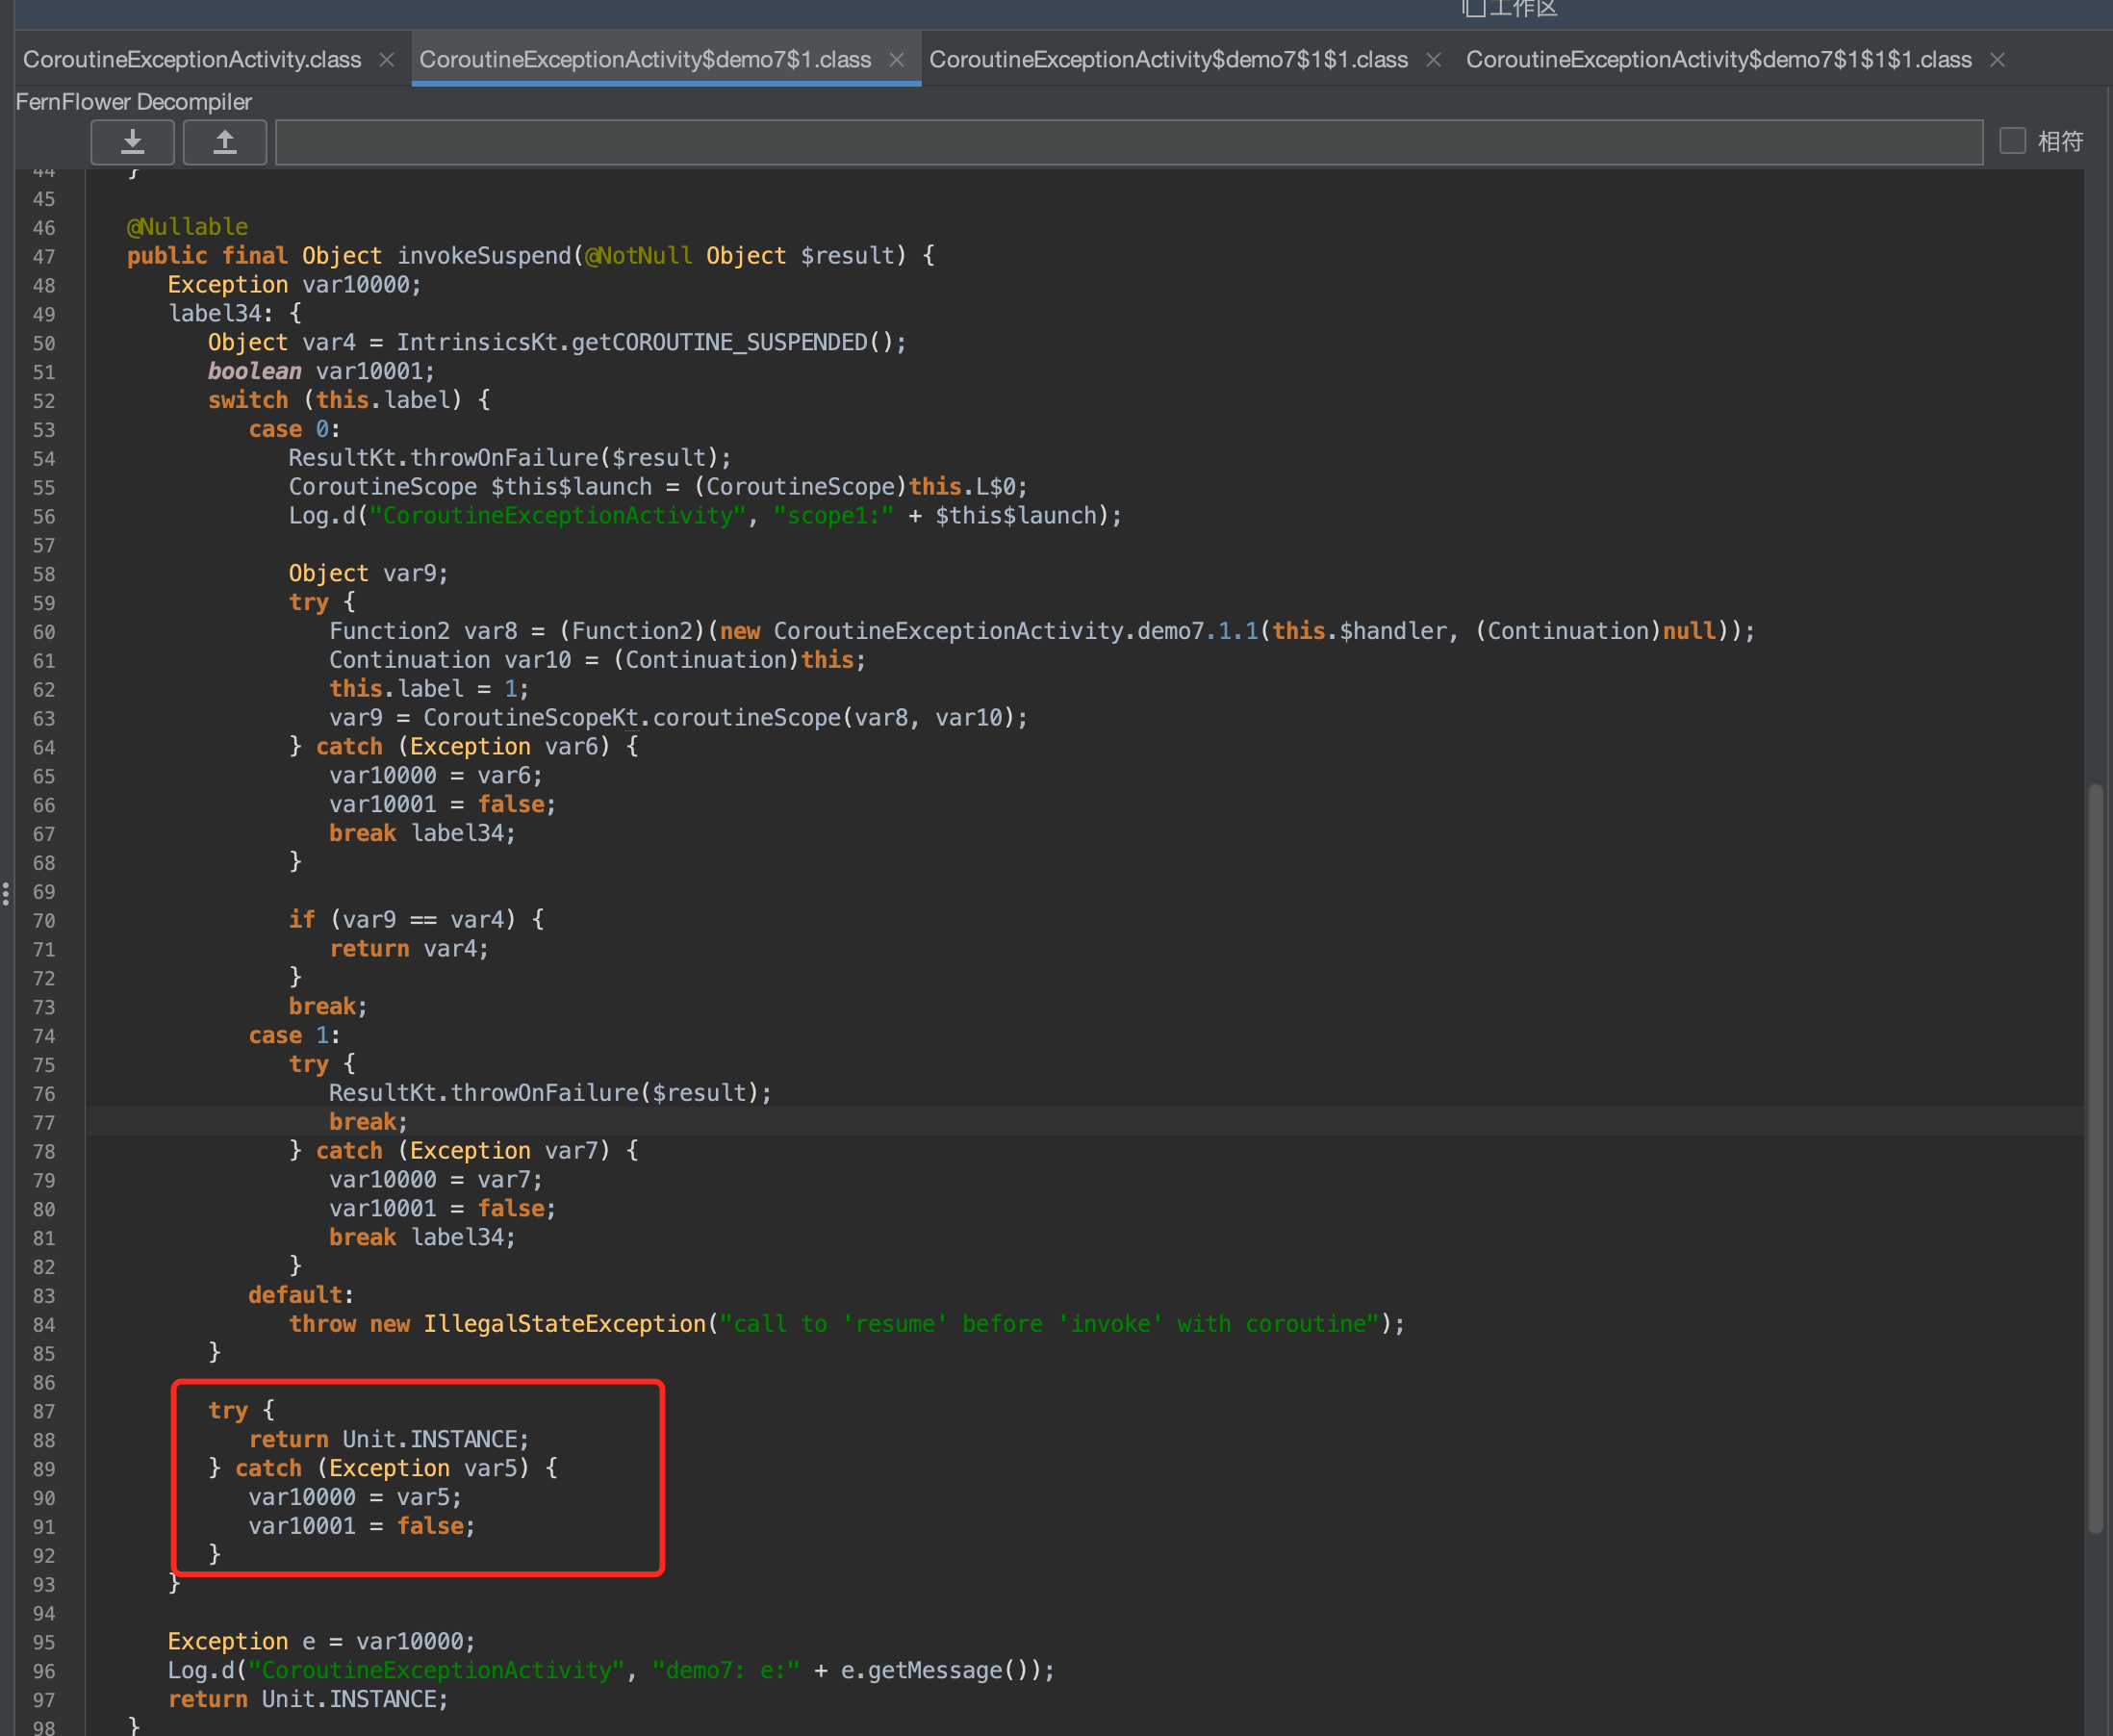 工作区
CoroutineExceptionActivity.class × CoroutineExceptionActivity$demo7$1.class × CoroutineExceptionActivity$demo7$1$1.class × CoroutineExceptionActivity$demo7$1$1$1.class ×
FernFlower Decompiler
相符
44 }
45
46 @Nullable
47 public final Object invokeSuspend(@NotNull Object $result) {
48 Exception var10000;
49 label34: {
50 Object var4 = IntrinsicsKt.getCOROUTINE_SUSPENDED();
51 boolean var10001;
52 switch (this.label) {
53 case 0:
54 ResultKt.throwOnFailure($result);
55 CoroutineScope $this$launch = (CoroutineScope)this.L$0;
56 Log.d("CoroutineExceptionActivity", "scope1:" + $this$launch);
57
58 Object var9;
59 try {
60 Function2 var8 = (Function2)(new CoroutineExceptionActivity.demo7.1.1(this.$handler, (Continuation)null));
61 Continuation var10 = (Continuation)this;
62 this.label = 1;
63 var9 = CoroutineScopeKt.coroutineScope(var8, var10);
64 } catch (Exception var6) {
65 var10000 = var6;
66 var10001 = false;
67 break label34;
68 }
69
70 if (var9 == var4) {
71 return var4;
72 }
73 break;
74 case 1:
75 try {
76 ResultKt.throwOnFailure($result);
77 break;
78 } catch (Exception var7) {
79 var10000 = var7;
80 var10001 = false;
81 break label34;
82 }
83 default:
84 throw new IllegalStateException("call to 'resume' before 'invoke' with coroutine");
85 }
86
87 try {
88 return Unit.INSTANCE;
89 } catch (Exception var5) {
90 var10000 = var5;
91 var10001 = false;
92 }
93 }
94
95 Exception e = var10000;
96 Log.d("CoroutineExceptionActivity", "demo7: e:" + e.getMessage());
97 return Unit.INSTANCE;
98 }